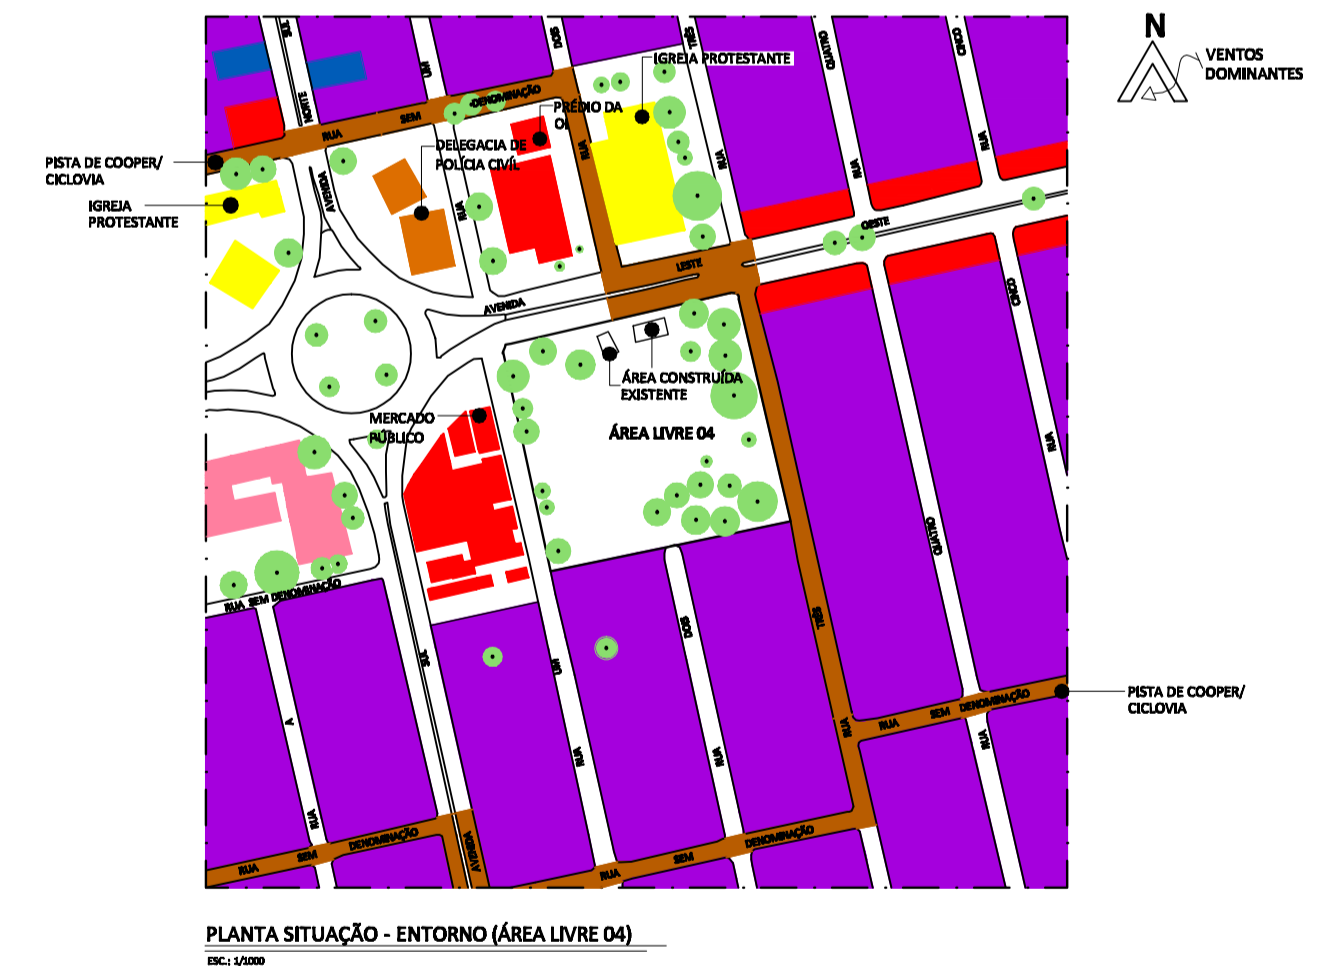 N
VENTOS
DOMINANTES
SUL
UM
DOIS
TRÊS
QUATRO
CINCO
IGREJA PROTESTANTE
NORTE
RUA SEM DENOMINAÇÃO
PRÉDIO DA
OI
DELEGACIA DE
POLÍCIA CIVÍL
PISTA DE COOPER/
CICLOVIA
IGREJA
PROTESTANTE
AVENIDA
RUA
RUA
RUA
RUA
RUA
OESTE
LESTE
AVENIDA
CINCO
ÁREA CONSTRUÍDA
EXISTENTE
MERCADO
PÚBLICO
ÁREA LIVRE 04
RUA
QUATRO
RUA SEM DENOMINAÇÃO
TRÊS
DOIS
SUL
UM
PISTA DE COOPER/
CICLOVIA
RUA SEM DENOMINAÇÃO
A
RUA
RUA
RUA
RUA
RUA
RUA SEM DENOMINAÇÃO
AVENIDA
RUA SEM DENOMINAÇÃO
PLANTA SITUAÇÃO - ENTORNO (ÁREA LIVRE 04)
ESC.: 1/1000